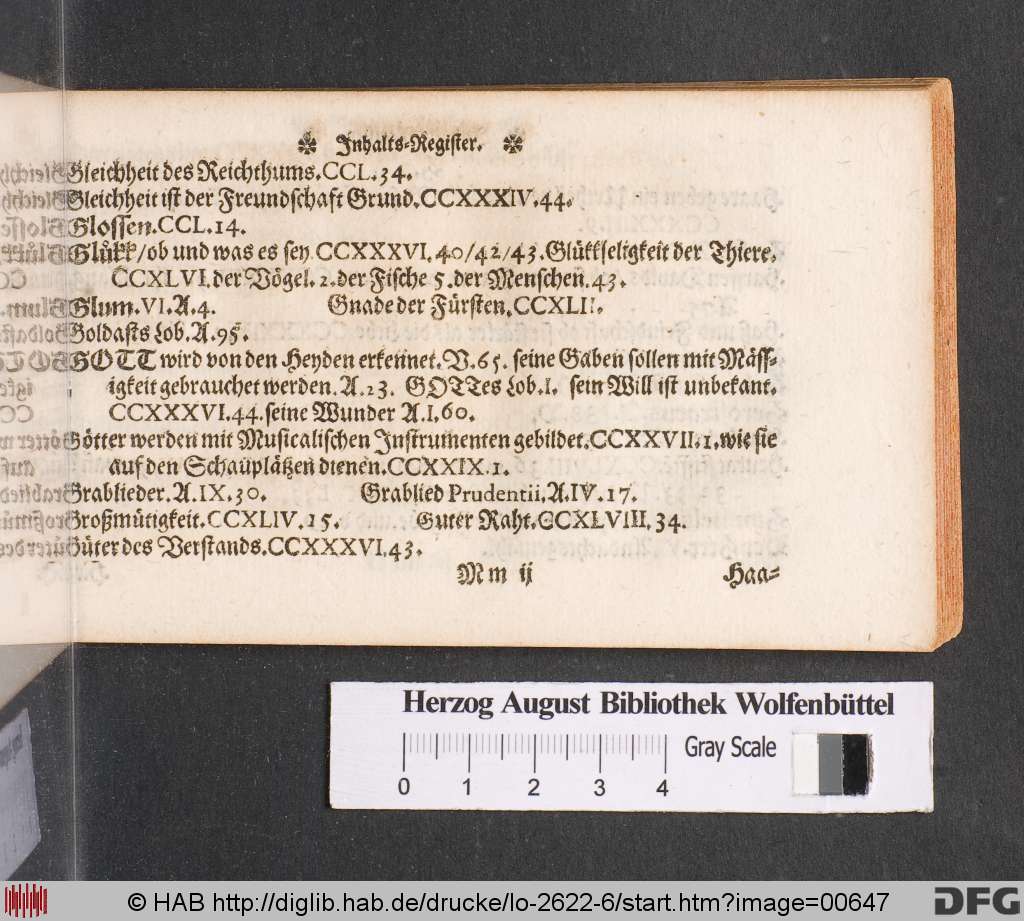 Inhalts-Register.
Gleichheit des Reichthums. CCL. 34.
Gleichheit ist der Freundschaft Grund. CCXXXIV. 44.
Glossen. CCL. 14.
Glükk/ob und was es sey. CCXXXVI. 40/42/43. Glükkseligkeit der Thiere.
CCXLVI. der Vögel. 2. der Fische 5. der Menschen. 43.
Glum. VI. A. 4. Gnade der Fürsten. CCXLII.
Goldasts Lob. A. 95.
GOTT wird von den Heyden erkennet. V. 65. seine Gaben sollen mit Mäss-
igkeit gebrauchet werden. A. 23. GOTTes Lob. I. sein Will ist unbekant.
CCXXXVI. 44. seine Wunder A. I. 60.
Götter werden mit Musicalischen Instrumenten gebildet. CCXXVII. 1. wie sie
auf den Schauplätzen dienen. CCXXIX. 1.
Grablieder. A. IX. 30. Grablied Prudentii. A. IV. 17.
Großmütigkeit. CCXLIV. 15. Guter Raht. CCXLVIII. 34.
Güter des Verstands. CCXXXVI. 43.
M m ij Haa-
Herzog August Bibliothek Wolfenbüttel
Gray Scale
0 1 2 3 4
© HAB http://diglib.hab.de/drucke/lo-2622-6/start.htm?image=00647
DFG